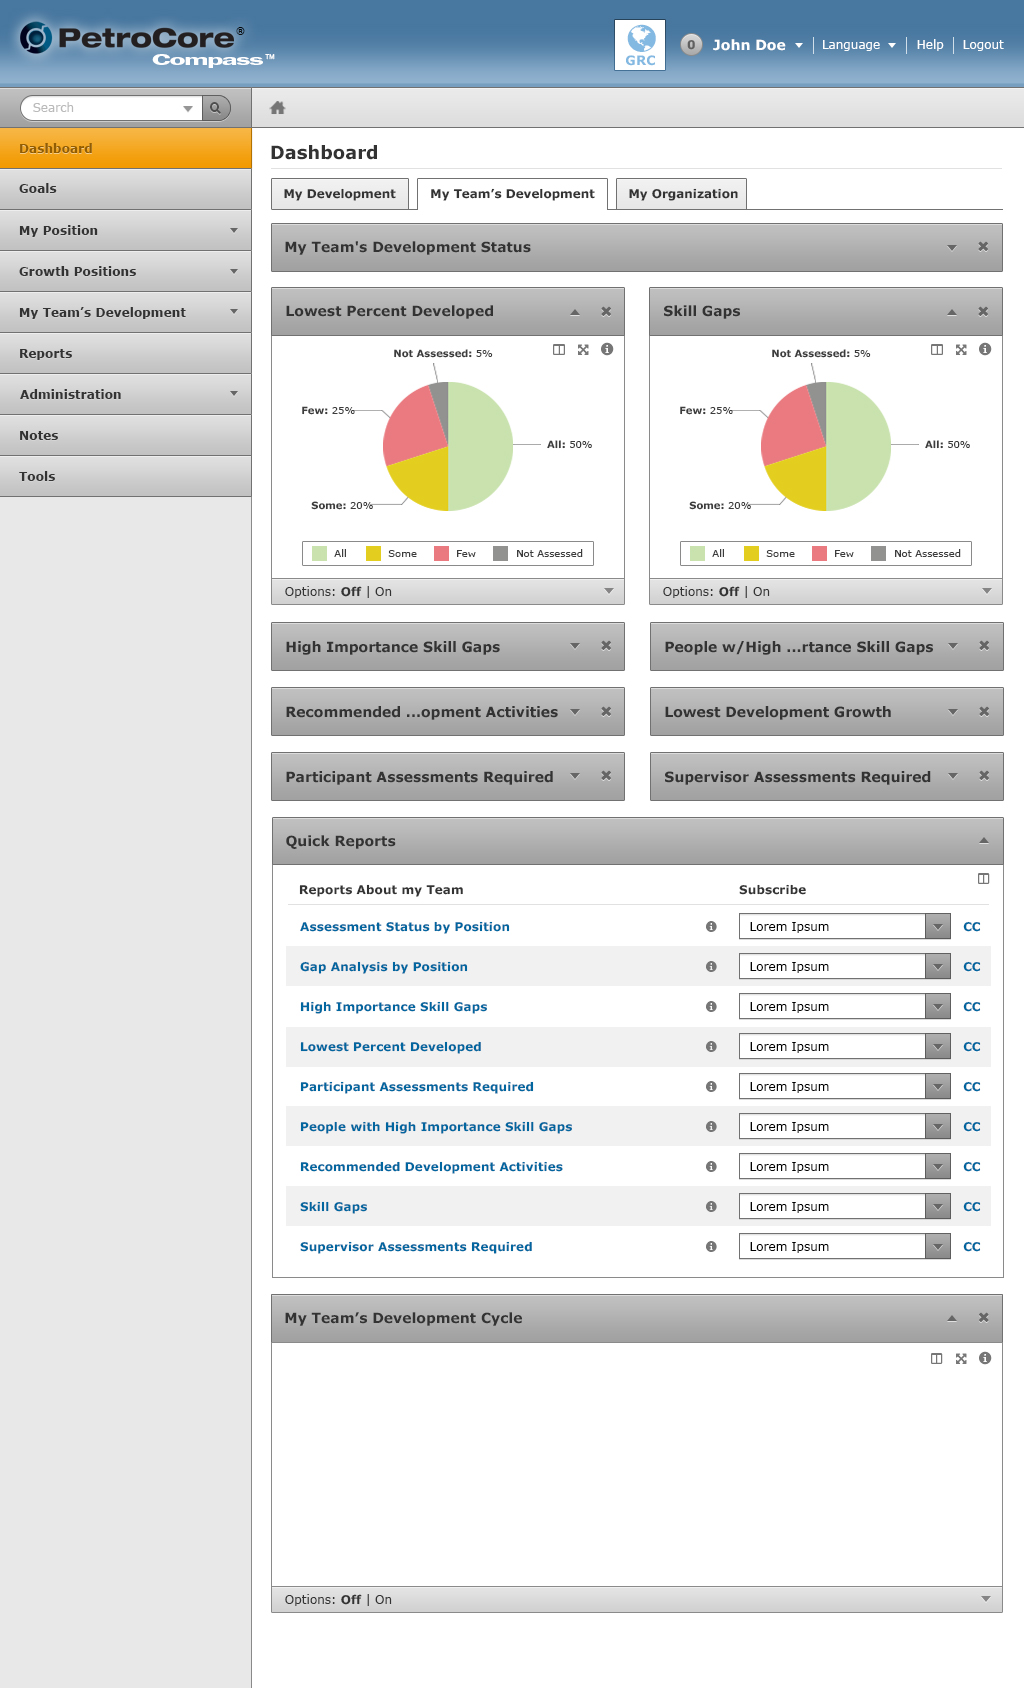 PetroCore®
Compass™
GRC
0 John Doe | Language | Help | Logout
Search
Dashboard
Goals
My Position
Growth Positions
My Team’s Development
Reports
Administration
Notes
Tools
Dashboard
My Development My Team’s Development My Organization
My Team's Development Status
Lowest Percent Developed
Not Assessed: 5%
Few: 25%
All: 50%
Some: 20%
All Some Few Not Assessed
Options: Off | On
Skill Gaps
Not Assessed: 5%
Few: 25%
All: 50%
Some: 20%
All Some Few Not Assessed
Options: Off | On
High Importance Skill Gaps
People w/High ...rtance Skill Gaps
Recommended ...opment Activities
Lowest Development Growth
Participant Assessments Required
Supervisor Assessments Required
Quick Reports
Reports About my Team Subscribe
Assessment Status by Position Lorem Ipsum CC
Gap Analysis by Position Lorem Ipsum CC
High Importance Skill Gaps Lorem Ipsum CC
Lowest Percent Developed Lorem Ipsum CC
Participant Assessments Required Lorem Ipsum CC
People with High Importance Skill Gaps Lorem Ipsum CC
Recommended Development Activities Lorem Ipsum CC
Skill Gaps Lorem Ipsum CC
Supervisor Assessments Required Lorem Ipsum CC
My Team’s Development Cycle
Options: Off | On